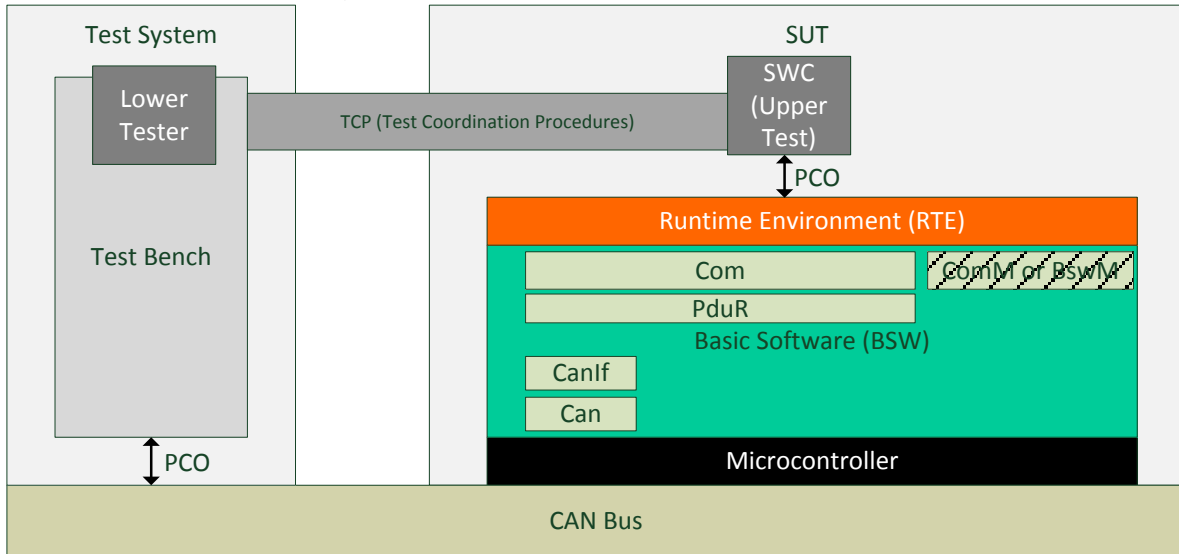 Test System
SUT
Lower
Tester
TCP (Test Coordination Procedures)
SWC
(Upper
Test)
PCO
Test Bench
Runtime Environment (RTE)
Com
ComM or BswM
PduR
Basic Software (BSW)
CanIf
Can
PCO
Microcontroller
CAN Bus